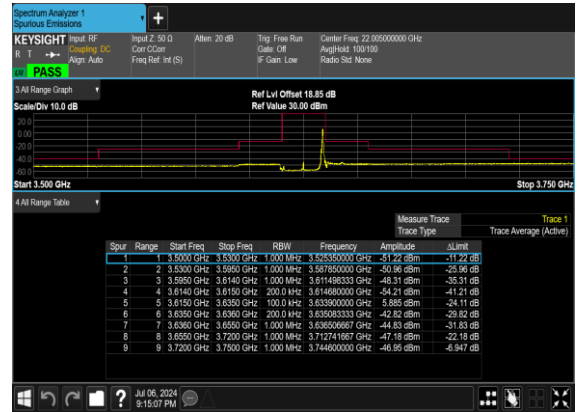 Spectrum Analyzer 1
Spurious Emissions
KEYSIGHT Input: RF Input Z: 50 Ω Atten: 20 dB Trig: Free Run Center Freq: 22.005000000 GHz
R T Coupling: DC Corr CCorr Gate: Off Avg|Hold: 100/100
Align: Auto Freq Ref: Int (S) IF Gain: Low Radio Std: None
PASS
3 All Range Graph
Ref Lvl Offset 18.85 dB
Scale/Div 10.0 dB Ref Value 30.00 dBm
20.0
0.00
-20.0
-40.0
-60.0
Start 3.500 GHz Stop 3.750 GHz
4 All Range Table
Measure Trace Trace 1
Trace Type Trace Average (Active)
Spur Range Start Freq Stop Freq RBW Frequency Amplitude ΔLimit
1 1 3.5000 GHz 3.5300 GHz 1.000 MHz 3.525350000 GHz -51.22 dBm -11.22 dB
2 2 3.5300 GHz 3.5950 GHz 1.000 MHz 3.587850000 GHz -50.96 dBm -25.96 dB
3 3 3.5950 GHz 3.6140 GHz 1.000 MHz 3.611498333 GHz -48.31 dBm -35.31 dB
4 4 3.6140 GHz 3.6150 GHz 200.0 kHz 3.614680000 GHz -54.21 dBm -41.21 dB
5 5 3.6150 GHz 3.6350 GHz 100.0 kHz 3.633900000 GHz 5.885 dBm -24.11 dB
6 6 3.6350 GHz 3.6360 GHz 200.0 kHz 3.635083333 GHz -42.82 dBm -29.82 dB
7 7 3.6360 GHz 3.6550 GHz 1.000 MHz 3.636506667 GHz -44.83 dBm -31.83 dB
8 8 3.6550 GHz 3.7200 GHz 1.000 MHz 3.712741667 GHz -47.18 dBm -22.18 dB
9 9 3.7200 GHz 3.7500 GHz 1.000 MHz 3.744600000 GHz -46.95 dBm -6.947 dB
Jul 06, 2024
9:15:07 PM